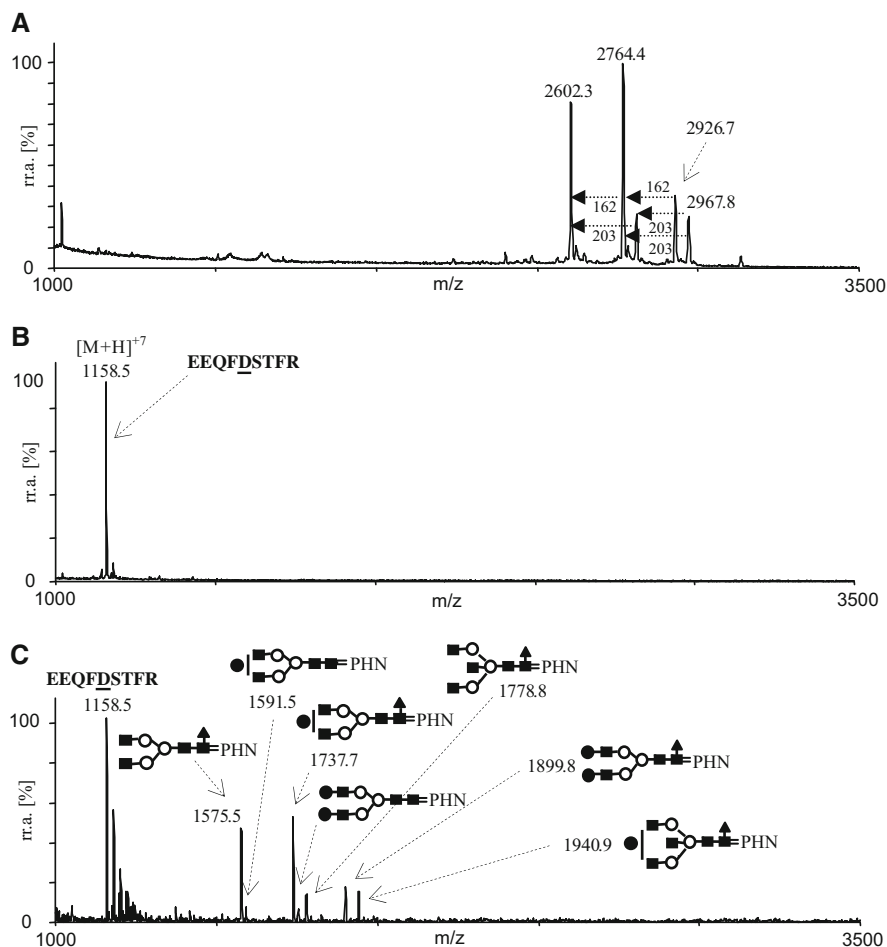 A
100
rr.a. [%]
0
2602.3
2764.4
2926.7
2967.8
162
162
203
203
203
1000
m/z
3500
B
[M+H]+7
1158.5
EEQFDSTFR
100
rr.a. [%]
0
1000
m/z
3500
C
EEQFDSTFR
1158.5
PHN
1591.5
PHN
1778.8
PHN
1737.7
PHN
1899.8
PHN
1575.5
PHN
1940.9
PHN
100
rr.a. [%]
0
1000
m/z
3500